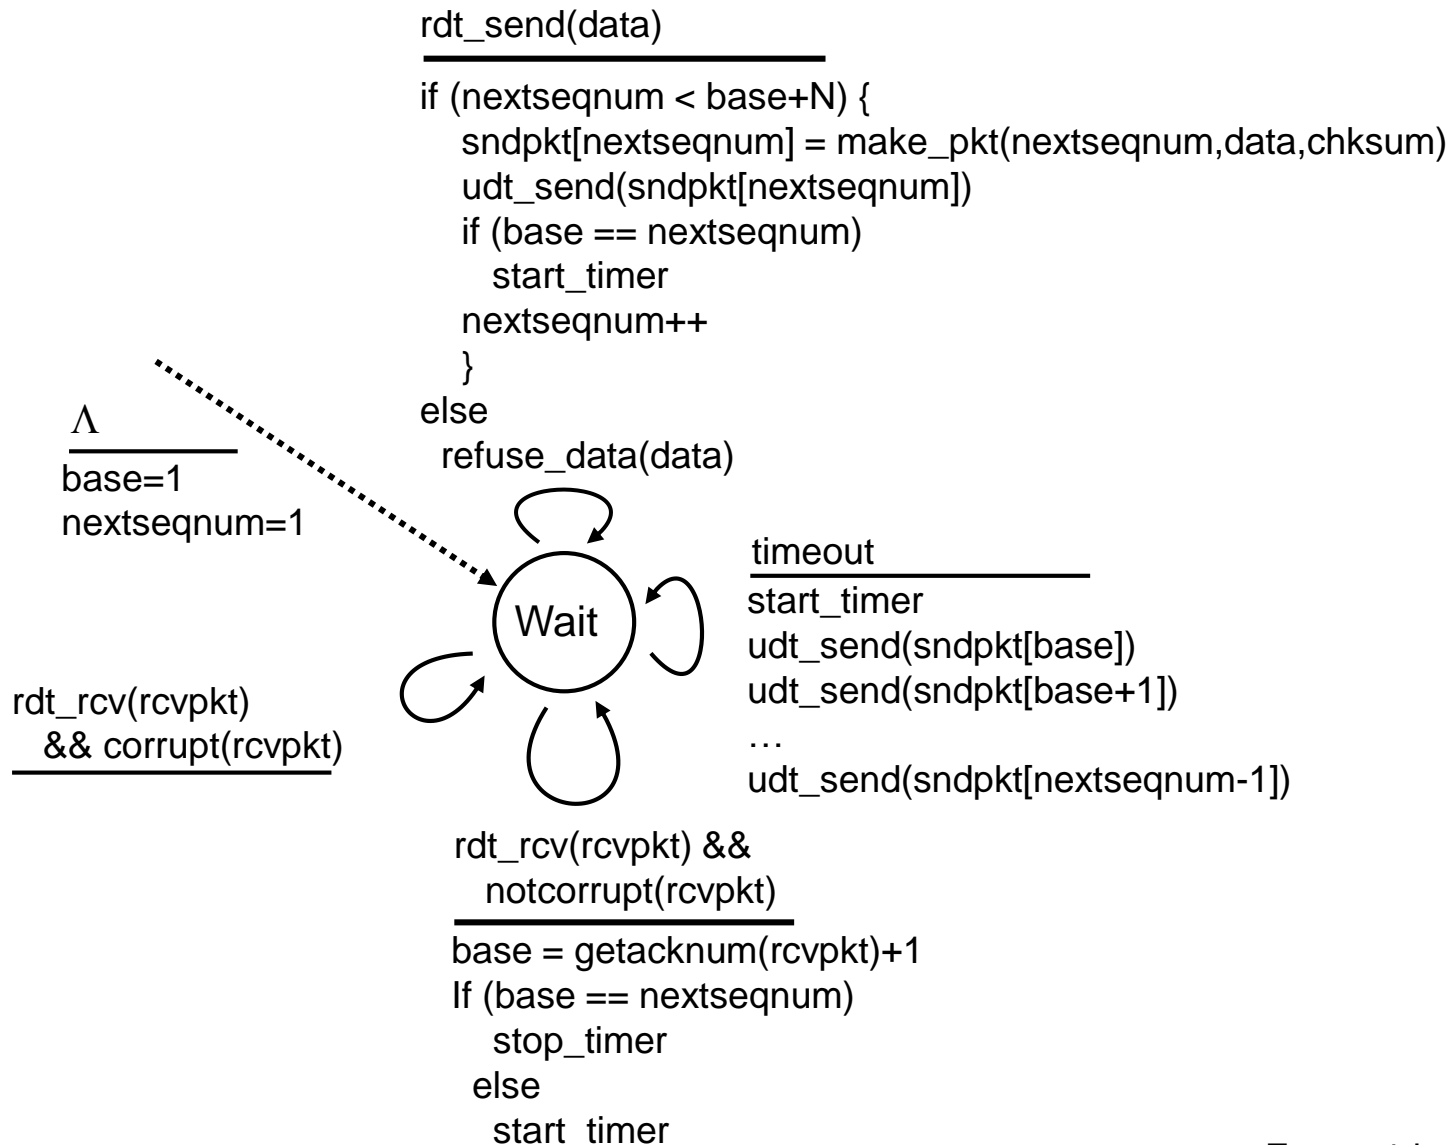 rdt_send(data)
if (nextseqnum < base+N) {
sndpkt[nextseqnum] = make_pkt(nextseqnum,data,chksum)
udt_send(sndpkt[nextseqnum])
if (base == nextseqnum)
start_timer
nextseqnum++
}
else
refuse_data(data)
Λ
base=1
nextseqnum=1
Wait
timeout
start_timer
udt_send(sndpkt[base])
udt_send(sndpkt[base+1])
…
udt_send(sndpkt[nextseqnum-1])
rdt_rcv(rcvpkt)
&& corrupt(rcvpkt)
rdt_rcv(rcvpkt) &&
notcorrupt(rcvpkt)
base = getacknum(rcvpkt)+1
If (base == nextseqnum)
stop_timer
else
start_timer